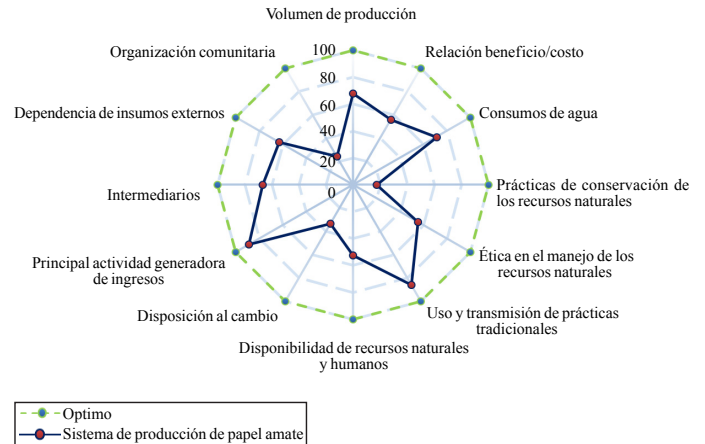 Volumen de producción
Organización comunitaria
100
Relación beneficio/costo
80
Dependencia de insumos externos
60
Consumos de agua
40
20
Intermediarios
0
Prácticas de conservación de
los recursos naturales
Principal actividad generadora
de ingresos
Ética en el manejo de los
recursos naturales
Disposición al cambio
Uso y transmisión de prácticas
tradicionales
Disponibilidad de recursos naturales
y humanos
Optimo
Sistema de producción de papel amate